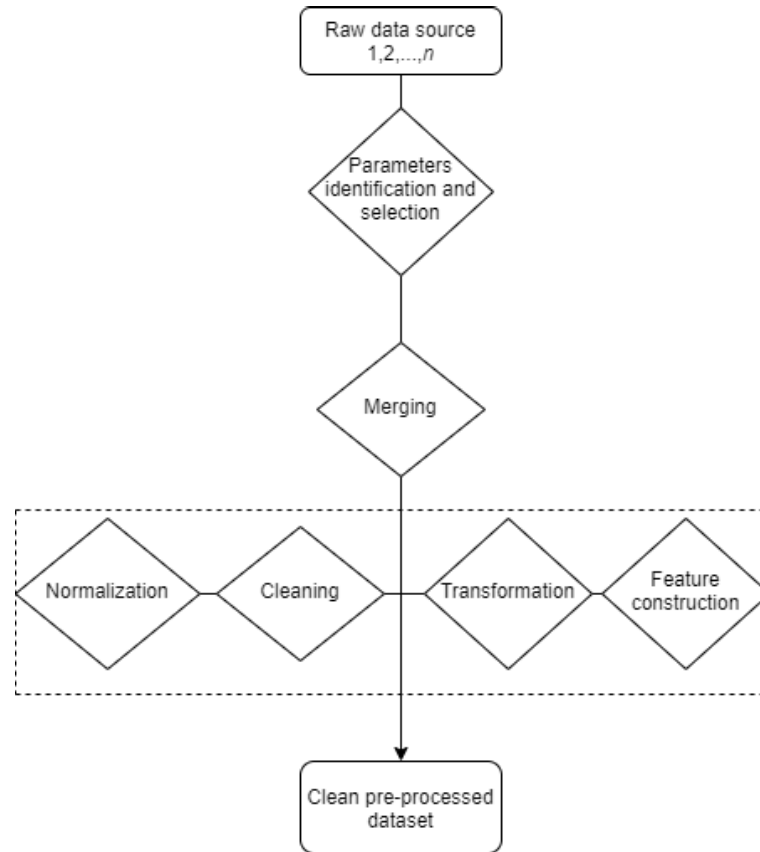 Raw data source
1,2,...,n
Parameters
identification and
selection
Merging
Normalization
Cleaning
Transformation
Feature
construction
Clean pre-processed
dataset